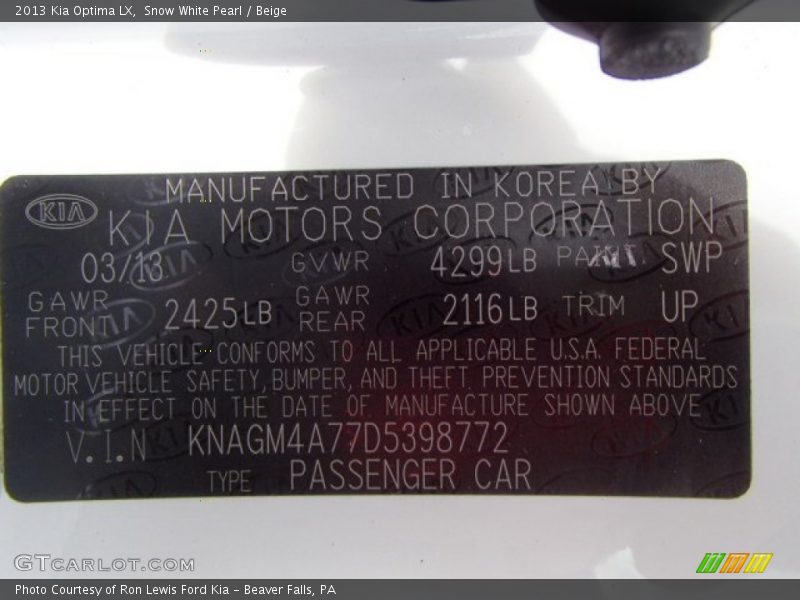 2013 Kia Optima LX, Snow White Pearl / Beige
MANUFACTURED IN KOREA BY
KIA KIA MOTORS CORPORATION
03/13 GVWR 4299LB PAINT SWP
GAWR FRONT 2425LB GAWR REAR 2116LB TRIM UP
THIS VEHICLE CONFORMS TO ALL APPLICABLE U.S.A. FEDERAL
MOTOR VEHICLE SAFETY, BUMPER, AND THEFT PREVENTION STANDARDS
IN EFFECT ON THE DATE OF MANUFACTURE SHOWN ABOVE
V.I.N KNAGM4A77D5398772
TYPE PASSENGER CAR
GTCARLOT.COM
Photo Courtesy of Ron Lewis Ford Kia – Beaver Falls, PA